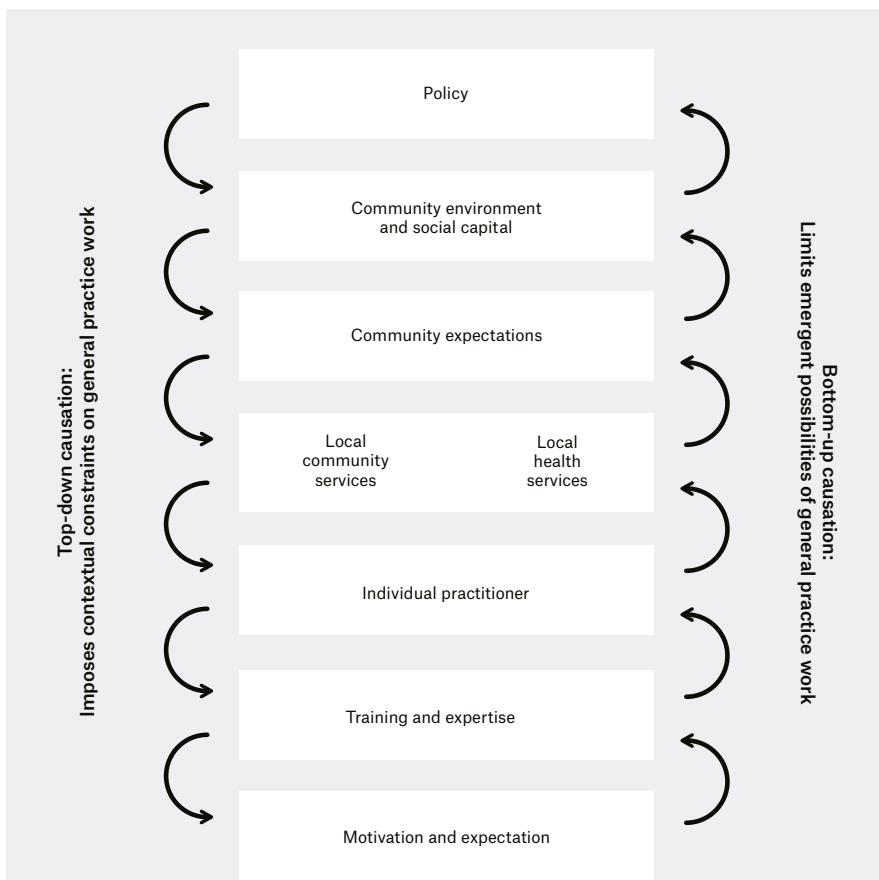 Policy
Community environment
and social capital
Community expectations
Local
community
services
Local
health
services
Individual practitioner
Training and expertise
Motivation and expectation
Top-down causation:
Imposes contextual constraints on general practice work
Bottom-up causation:
Limits emergent possibilities of general practice work